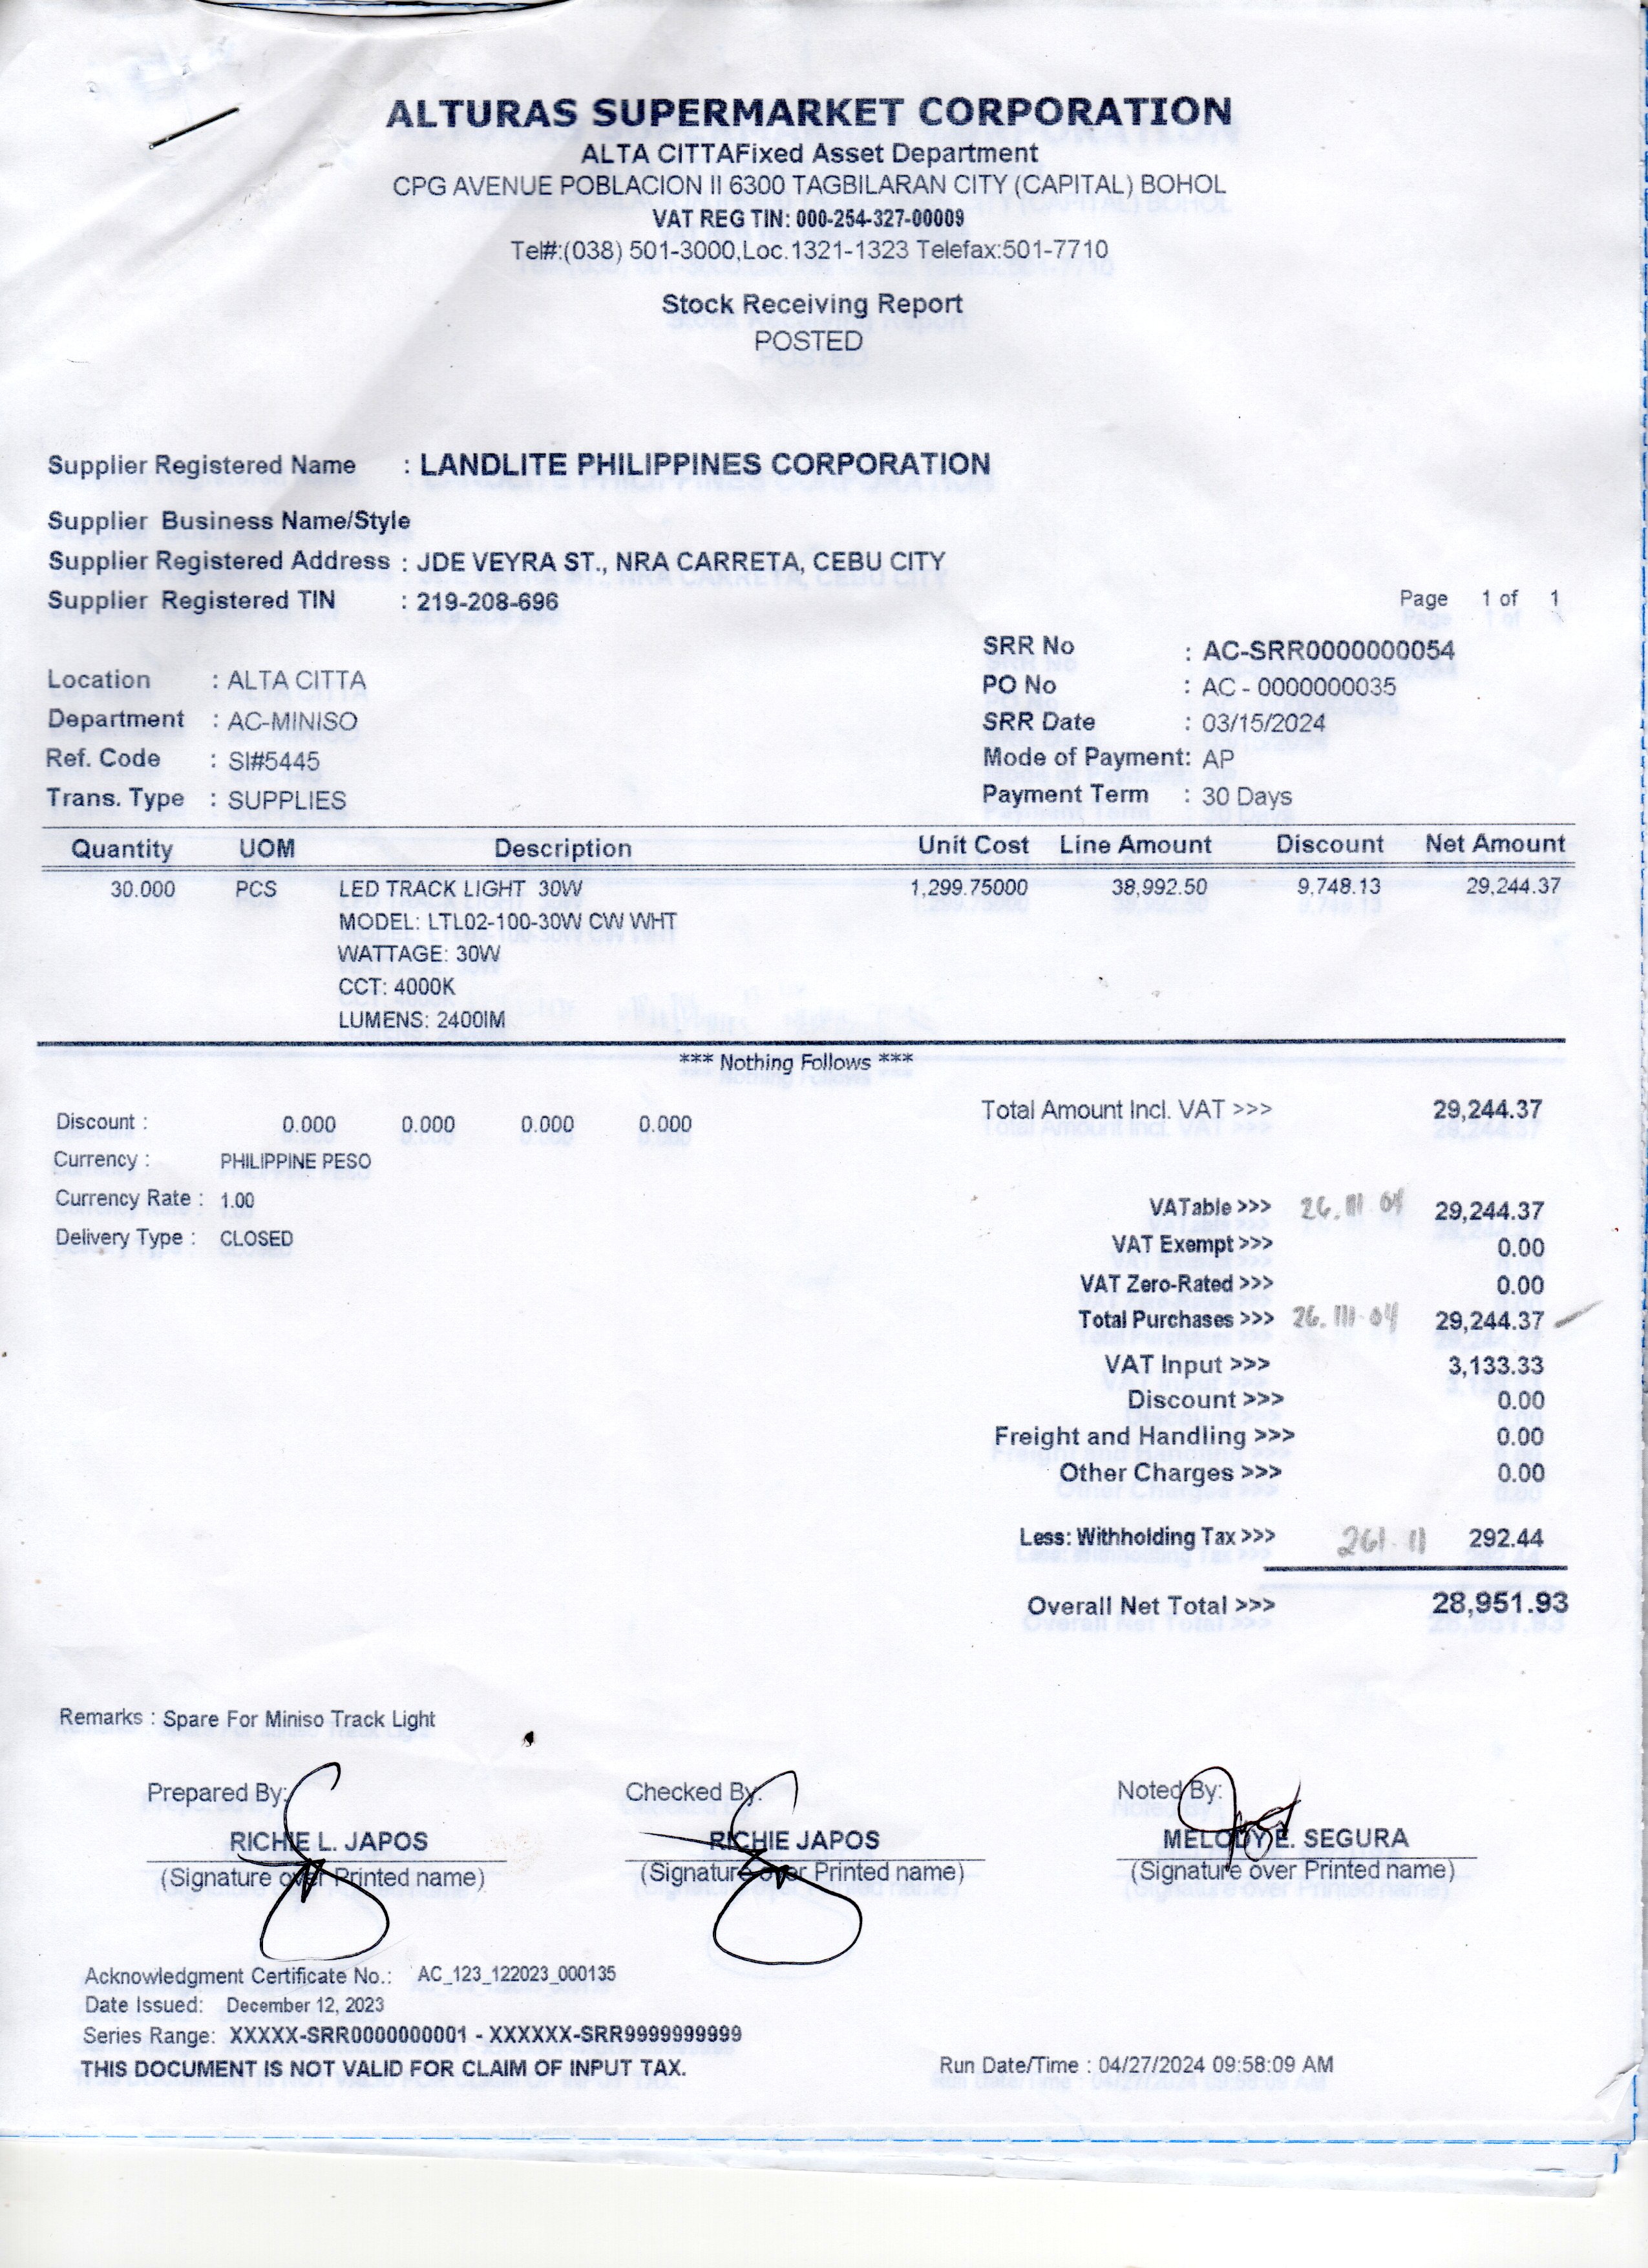 ALTURAS SUPERMARKET CORPORATION
ALTA CITTAFixed Asset Department
CPG AVENUE POBLACION II 6300 TAGBILARAN CITY (CAPITAL) BOHOL
VAT REG TIN: 000-254-327-00009
Tel#:(038) 501-3000,Loc.1321-1323 Telefax:501-7710
Stock Receiving Report
POSTED
Supplier Registered Name : LANDLITE PHILIPPINES CORPORATION
Supplier Business Name/Style
Supplier Registered Address : JDE VEYRA ST., NRA CARRETA, CEBU CITY
Supplier Registered TIN : 219-208-696
Page 1 of 1
SRR No : AC-SRR0000000054
Location : ALTA CITTA
PO No : AC - 0000000035
Department : AC-MINISO
SRR Date : 03/15/2024
Ref. Code : SI#5445
Mode of Payment: AP
Trans. Type : SUPPLIES
Payment Term : 30 Days
Quantity UOM Description Unit Cost Line Amount Discount Net Amount
30.000 PCS LED TRACK LIGHT 30W 1,299.75000 38,992.50 9,748.13 29,244.37
MODEL: LTL02-100-30W CW WHT
WATTAGE: 30W
CCT: 4000K
LUMENS: 2400IM
*** Nothing Follows ***
Discount : 0.000 0.000 0.000 0.000
Total Amount Incl. VAT >>> 29,244.37
Currency : PHILIPPINE PESO
Currency Rate : 1.00
VATable >>> 26.111.04 29,244.37
Delivery Type : CLOSED
VAT Exempt >>> 0.00
VAT Zero-Rated >>> 0.00
Total Purchases >>> 26.111.04 29,244.37
VAT Input >>> 3,133.33
Discount >>> 0.00
Freight and Handling >>> 0.00
Other Charges >>> 0.00
Less: Withholding Tax >>> 261.11 292.44
Overall Net Total >>> 28,951.93
Remarks : Spare For Miniso Track Light
Prepared By: Checked By: Noted By:
RICHIE L. JAPOS RICHIE JAPOS MELODY E. SEGURA
(Signature over Printed name) (Signature over Printed name) (Signature over Printed name)
Acknowledgment Certificate No.: AC_123_122023_000135
Date Issued: December 12, 2023
Series Range: XXXXX-SRR0000000001 - XXXXXX-SRR9999999999
THIS DOCUMENT IS NOT VALID FOR CLAIM OF INPUT TAX.
Run Date/Time : 04/27/2024 09:58:09 AM